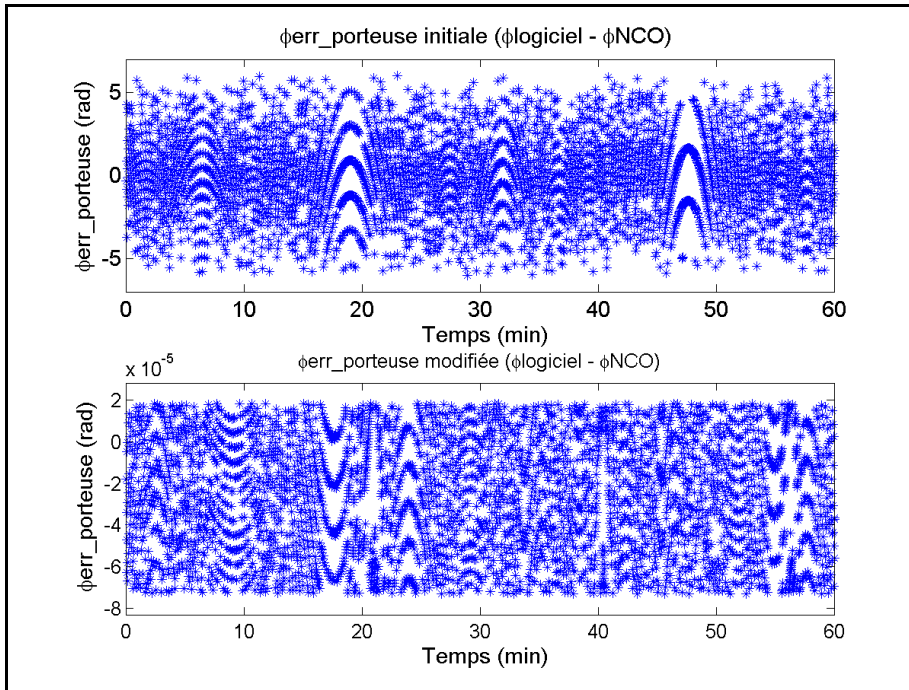 ϕerr_porteuse initiale (ϕlogiciel - ϕNCO)
ϕerr_porteuse (rad)
5
0
-5
0 10 20 30 40 50 60
Temps (min)
ϕerr_porteuse modifiée (ϕlogiciel - ϕNCO)
x 10^-5
ϕerr_porteuse (rad)
2
0
-2
-4
-6
-8
0 10 20 30 40 50 60
Temps (min)